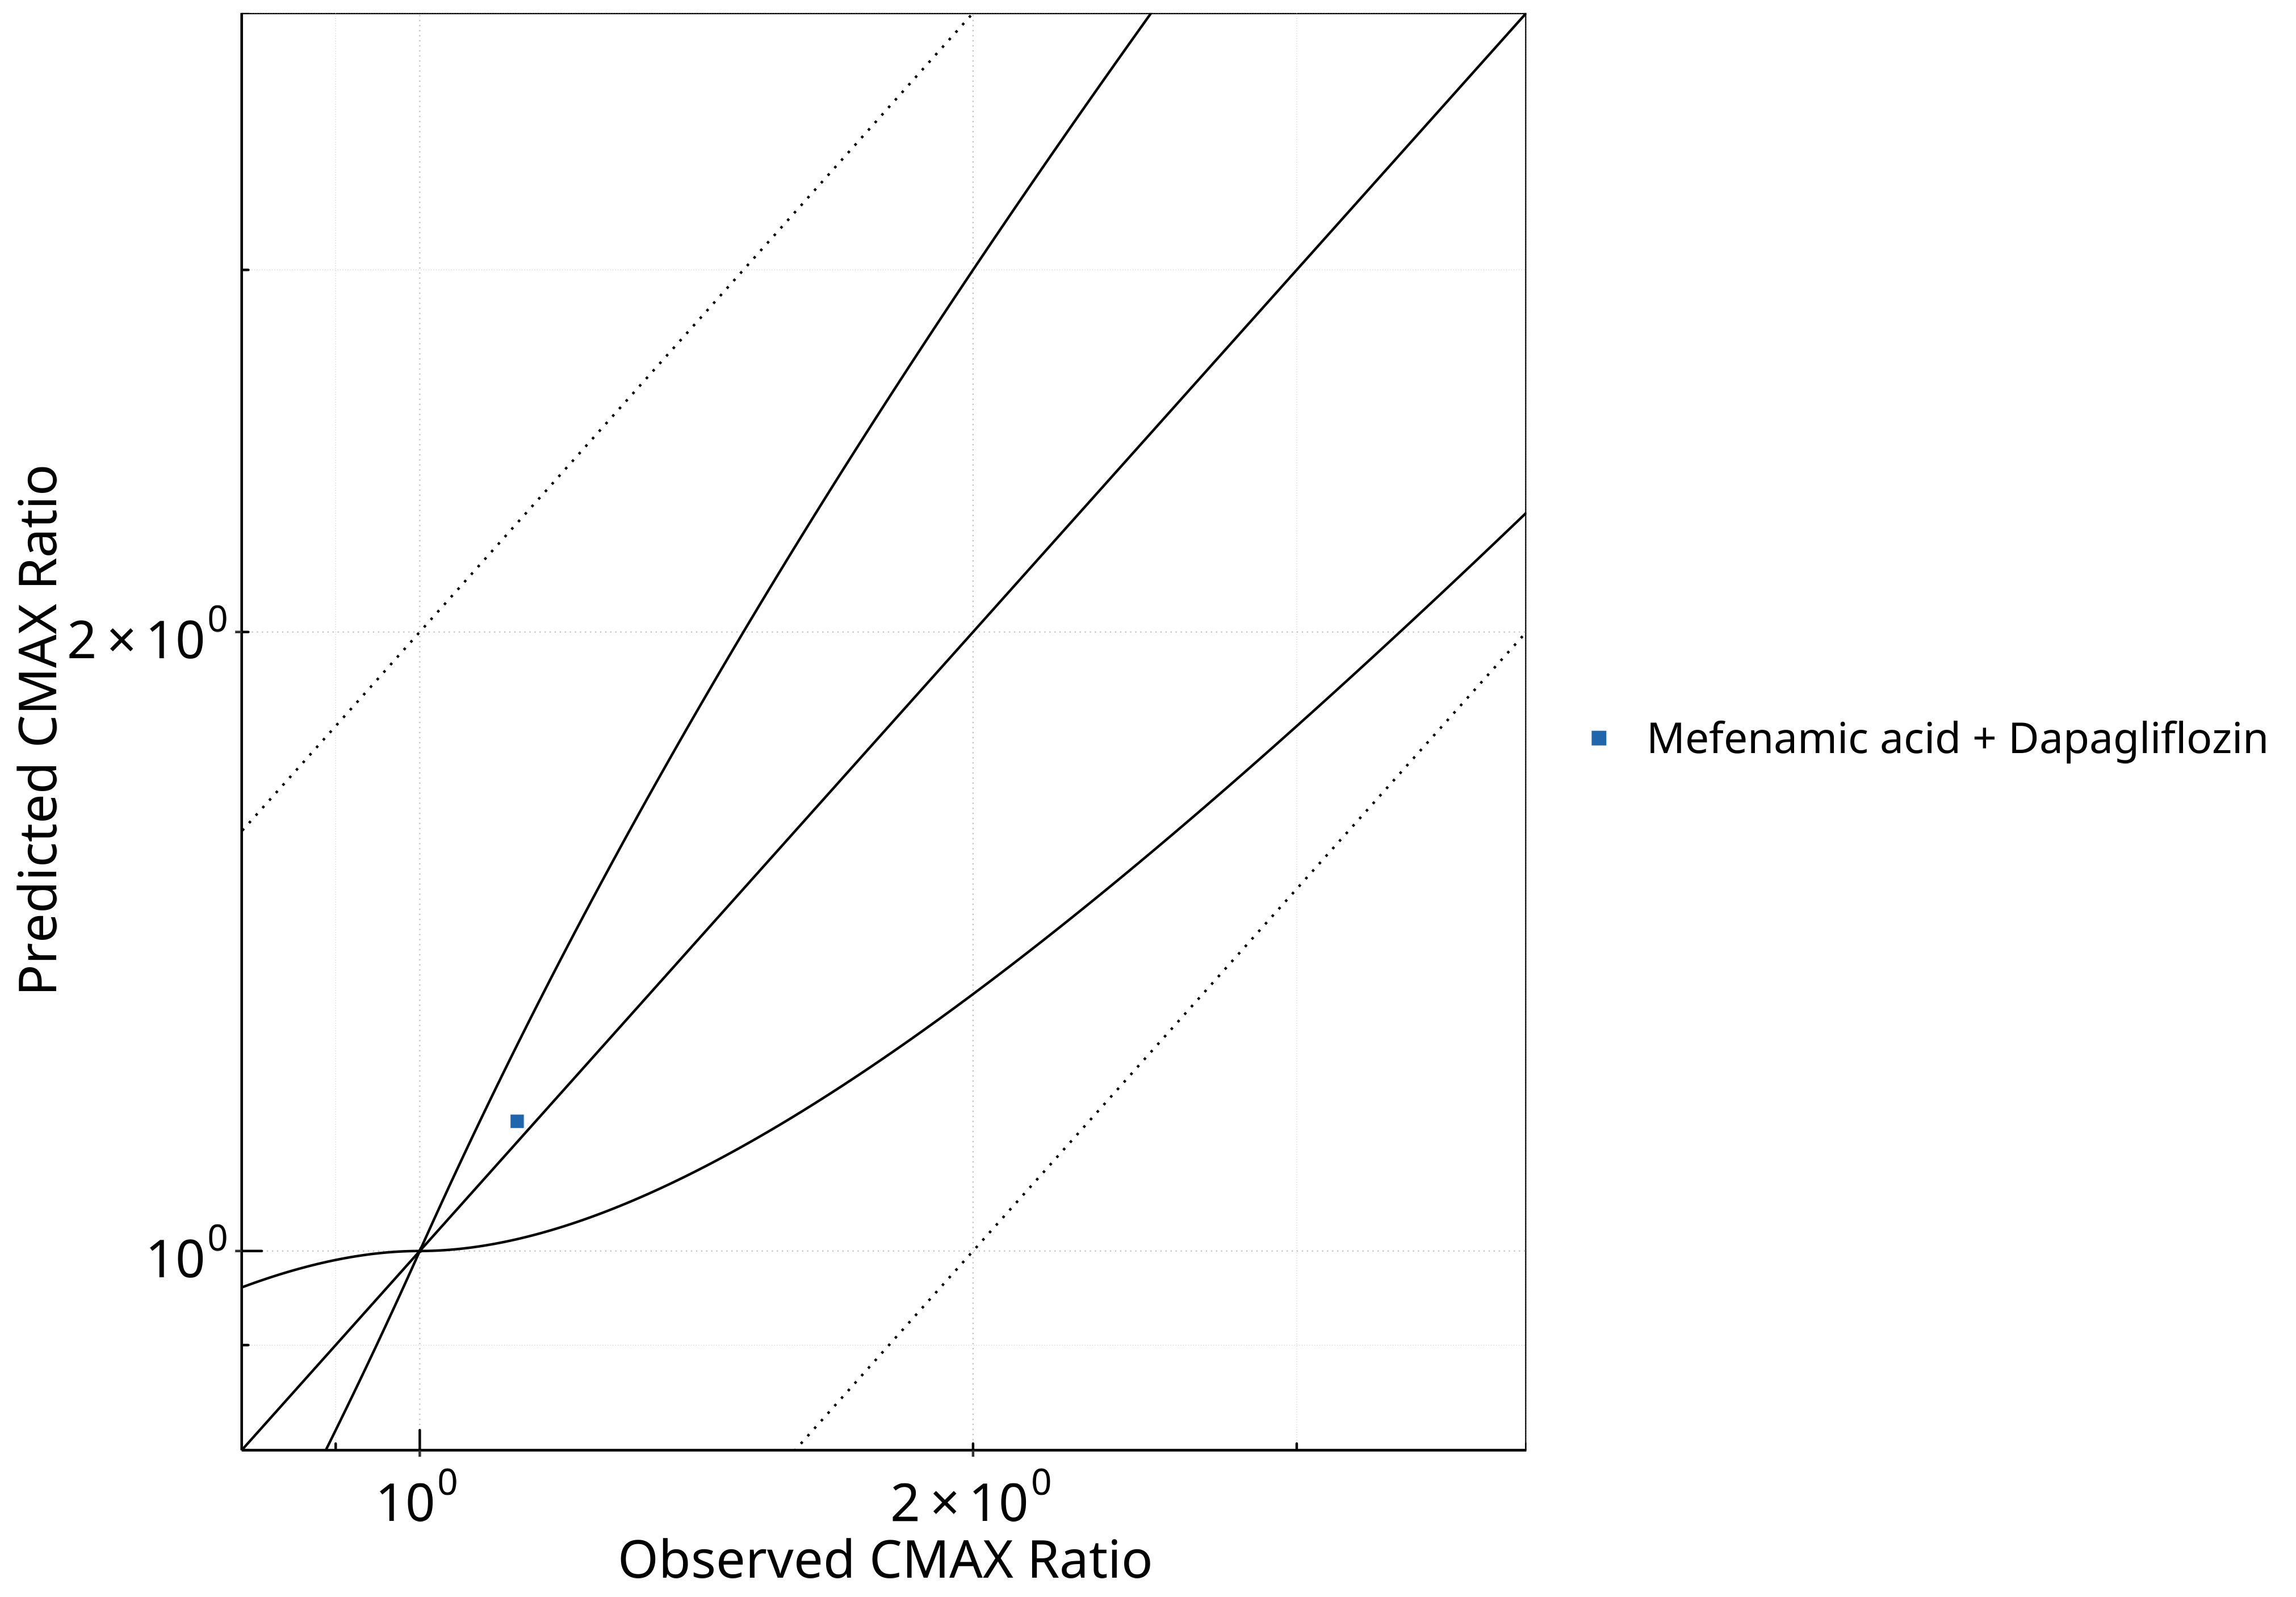 Predicted CMAX Ratio
2 × 10⁰
10⁰
10⁰
2 × 10⁰
Observed CMAX Ratio
Mefenamic acid + Dapagliflozin